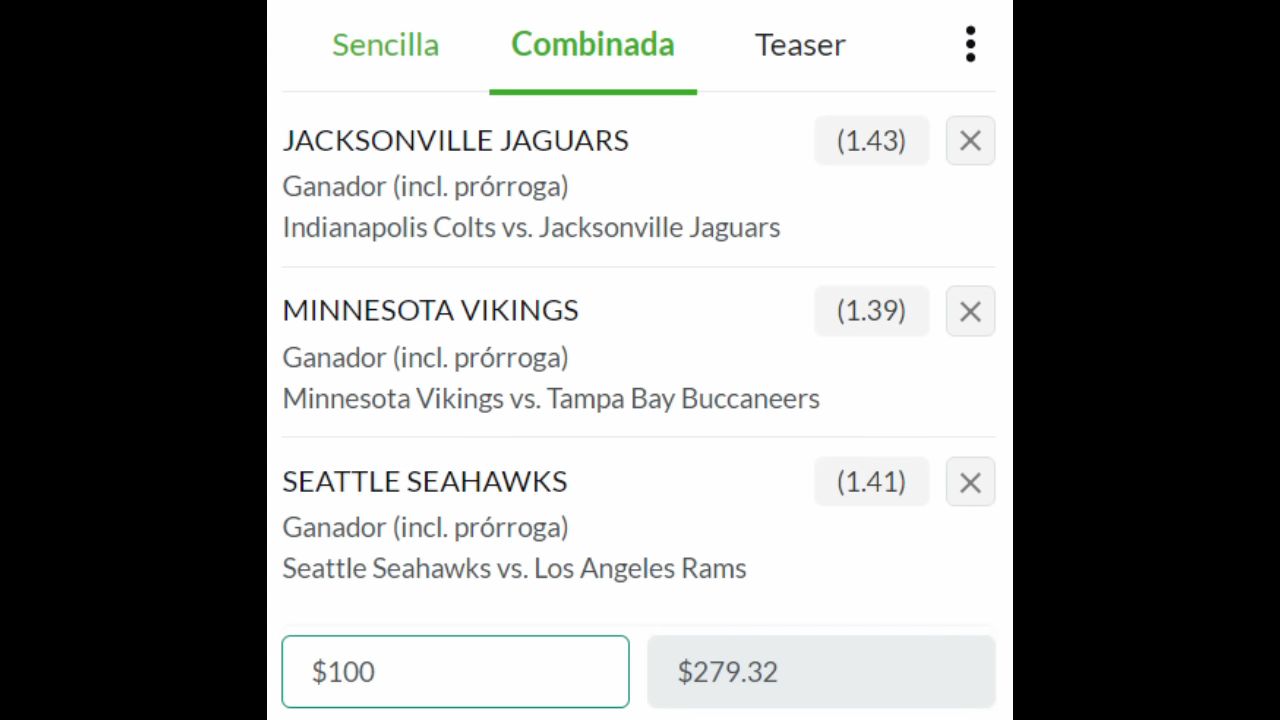 Sencilla Combinada Teaser
JACKSONVILLE JAGUARS (1.43)
Ganador (incl. prórroga)
Indianapolis Colts vs. Jacksonville Jaguars
MINNESOTA VIKINGS (1.39)
Ganador (incl. prórroga)
Minnesota Vikings vs. Tampa Bay Buccaneers
SEATTLE SEAHAWKS (1.41)
Ganador (incl. prórroga)
Seattle Seahawks vs. Los Angeles Rams
$100 $279.32